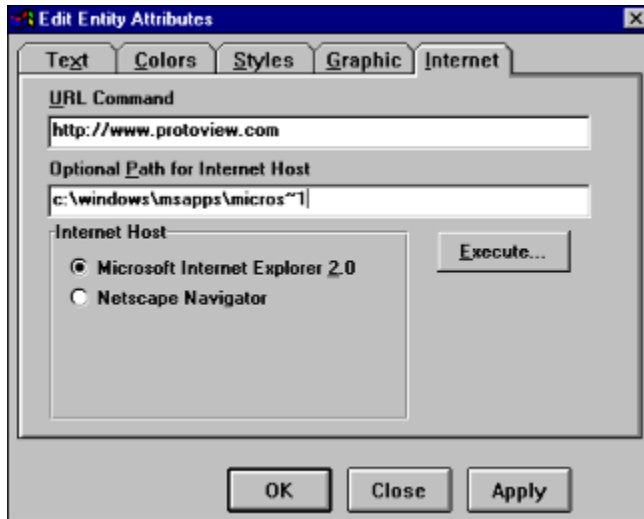 Edit Entity Attributes
Text Colors Styles Graphic Internet
URL Command
http://www.protoview.com
Optional Path for Internet Host
c:\windows\msapps\micros~1
Internet Host
Microsoft Internet Explorer 2.0
Execute...
Netscape Navigator
OK Close Apply